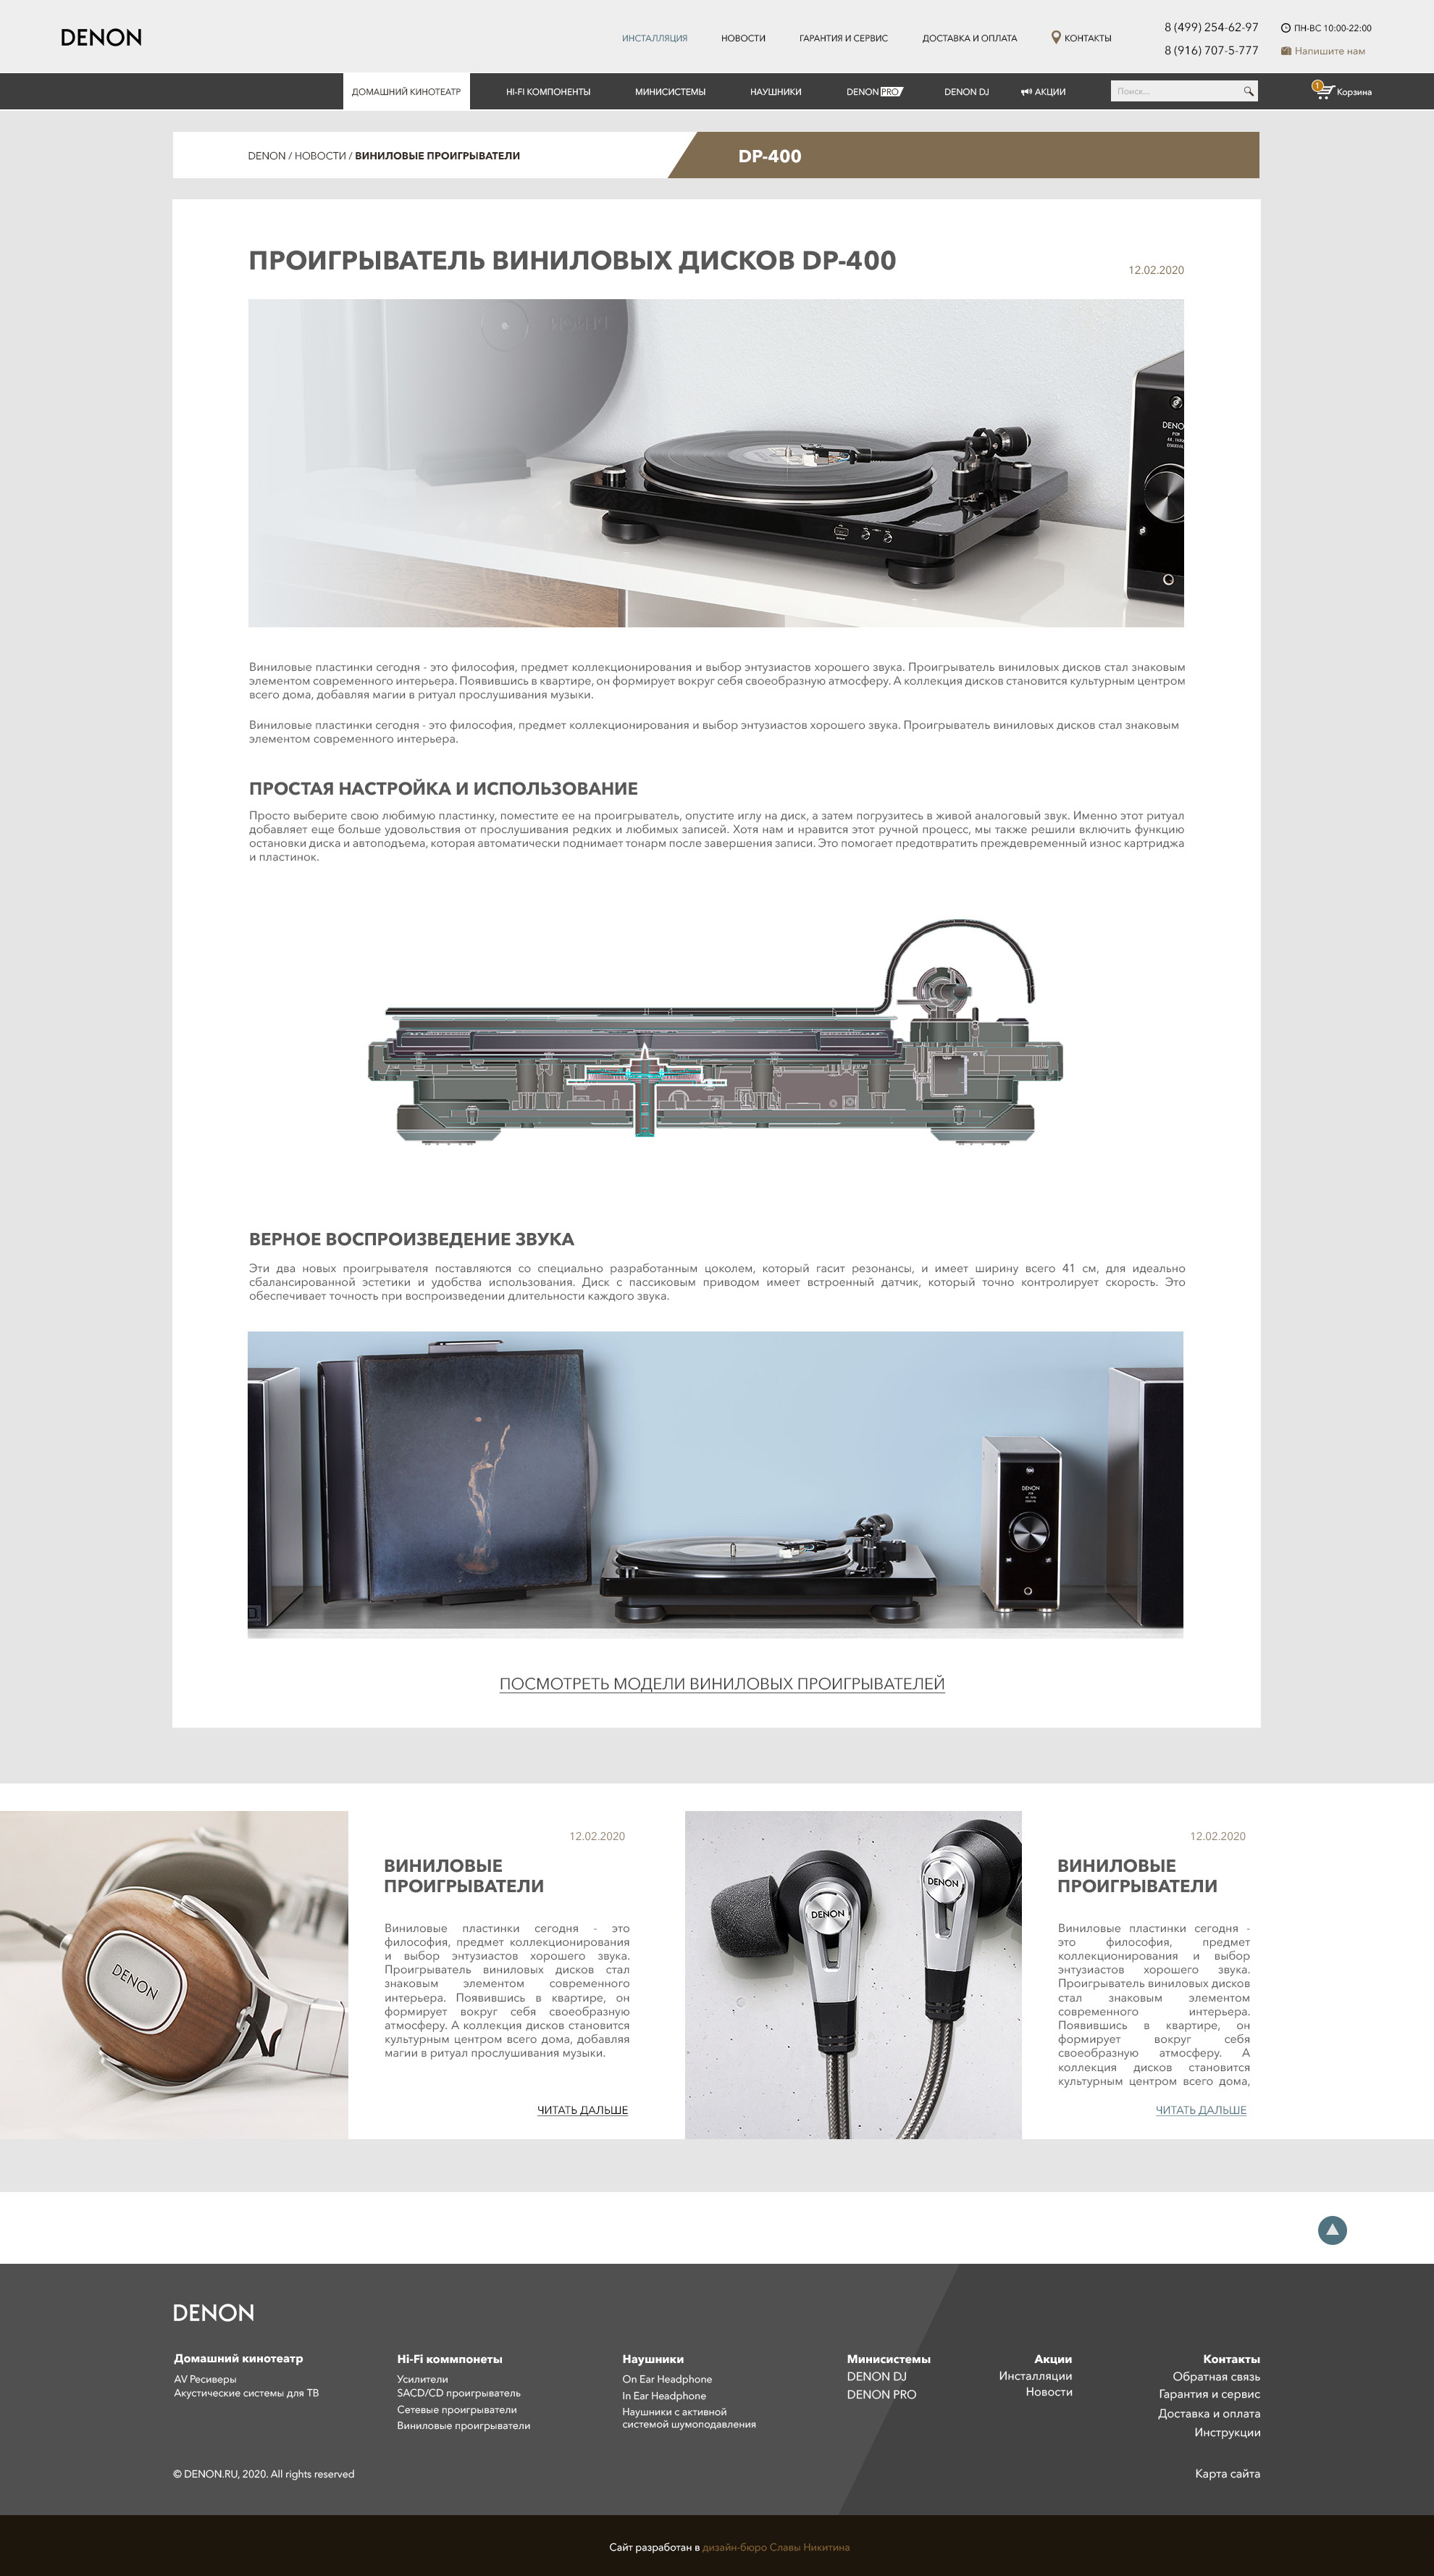 DENON
ИНСТАЛЛЯЦИЯ
НОВОСТИ
ГАРАНТИЯ И СЕРВИС
ДОСТАВКА И ОПЛАТА
КОНТАКТЫ
8 (499) 254-62-97
ПН-ВС 10:00-22:00
8 (916) 707-5-777
Напишите нам
ДОМАШНИЙ КИНОТЕАТР
HI-FI КОМПОНЕНТЫ
МИНИСИСТЕМЫ
НАУШНИКИ
DENON PRO
DENON DJ
АКЦИИ
Поиск...
1
Корзина
DENON / НОВОСТИ / ВИНИЛОВЫЕ ПРОИГРЫВАТЕЛИ
DP-400
ПРОИГРЫВАТЕЛЬ ВИНИЛОВЫХ ДИСКОВ DP-400
12.02.2020
DENON
Виниловые пластинки сегодня - это философия, предмет коллекционирования и выбор энтузиастов хорошего звука. Проигрыватель виниловых дисков стал знаковым
элементом современного интерьера. Появившись в квартире, он формирует вокруг себя своеобразную атмосферу. А коллекция дисков становится культурным центром
всего дома, добавляя магии в ритуал прослушивания музыки.
Виниловые пластинки сегодня - это философия, предмет коллекционирования и выбор энтузиастов хорошего звука. Проигрыватель виниловых дисков стал знаковым
элементом современного интерьера.
ПРОСТАЯ НАСТРОЙКА И ИСПОЛЬЗОВАНИЕ
Просто выберите свою любимую пластинку, поместите ее на проигрыватель, опустите иглу на диск, а затем погрузитесь в живой аналоговый звук. Именно этот ритуал
добавляет еще больше удовольствия от прослушивания редких и любимых записей. Хотя нам и нравится этот ручной процесс, мы также решили включить функцию
остановки диска и автоподъема, которая автоматически поднимает тонарм после завершения записи. Это помогает предотвратить преждевременный износ картриджа
и пластинок.
ВЕРНОЕ ВОСПРОИЗВЕДЕНИЕ ЗВУКА
Эти два новых проигрывателя поставляются со специально разработанным цоколем, который гасит резонансы, и имеет ширину всего 41 см, для идеально
сбалансированной эстетики и удобства использования. Диск с пассиковым приводом имеет встроенный датчик, который точно контролирует скорость. Это
обеспечивает точность при воспроизведении длительности каждого звука.
DENON
ПОСМОТРЕТЬ МОДЕЛИ ВИНИЛОВЫХ ПРОИГРЫВАТЕЛЕЙ
DENON
12.02.2020
ВИНИЛОВЫЕ
ПРОИГРЫВАТЕЛИ
Виниловые пластинки сегодня - это
философия, предмет коллекционирования
и выбор энтузиастов хорошего звука.
Проигрыватель виниловых дисков стал
знаковым элементом современного
интерьера. Появившись в квартире, он
формирует вокруг себя своеобразную
атмосферу. А коллекция дисков становится
культурным центром всего дома, добавляя
магии в ритуал прослушивания музыки.
ЧИТАТЬ ДАЛЬШЕ
DENON
DENON
12.02.2020
ВИНИЛОВЫЕ
ПРОИГРЫВАТЕЛИ
Виниловые пластинки сегодня -
это философия, предмет
коллекционирования и выбор
энтузиастов хорошего звука.
Проигрыватель виниловых дисков
стал знаковым элементом
современного интерьера.
Появившись в квартире, он
формирует вокруг себя
своеобразную атмосферу. А
коллекция дисков становится
культурным центром всего дома,
ЧИТАТЬ ДАЛЬШЕ
DENON
Домашний кинотеатр
AV Ресиверы
Акустические системы для ТВ
Hi-Fi коммпонеты
Усилители
SACD/CD проигрыватель
Сетевые проигрыватели
Виниловые проигрыватели
Наушники
On Ear Headphone
In Ear Headphone
Наушники с активной
системой шумоподавления
Минисистемы
DENON DJ
DENON PRO
Акции
Инсталляции
Новости
Контакты
Обратная связь
Гарантия и сервис
Доставка и оплата
Инструкции
© DENON.RU, 2020. All rights reserved
Карта сайта
Сайт разработан в дизайн-бюро Славы Никитина